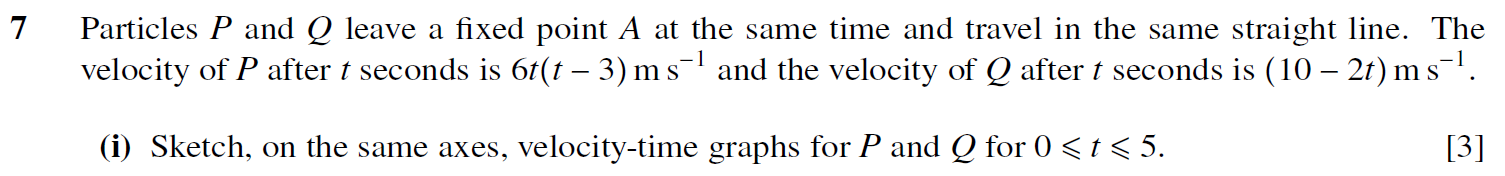 7 Particles P and Q leave a fixed point A at the same time and travel in the same straight line. The
velocity of P after t seconds is 6t(t − 3) m s⁻¹ and the velocity of Q after t seconds is (10 − 2t) m s⁻¹.
(i) Sketch, on the same axes, velocity-time graphs for P and Q for 0 ⩽ t ⩽ 5. [3]